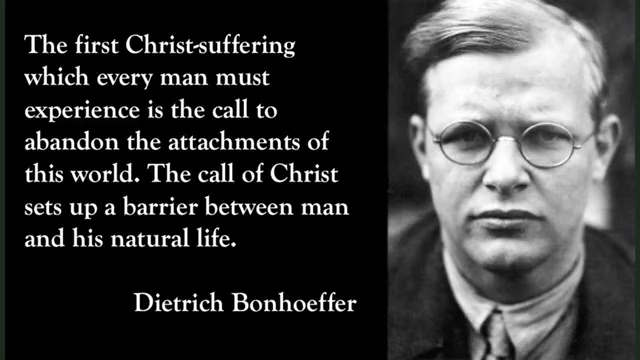 The first Christ-suffering
which every man must
experience is the call to
abandon the attachments of
this world. The call of Christ
sets up a barrier between man
and his natural life.
Dietrich Bonhoeffer